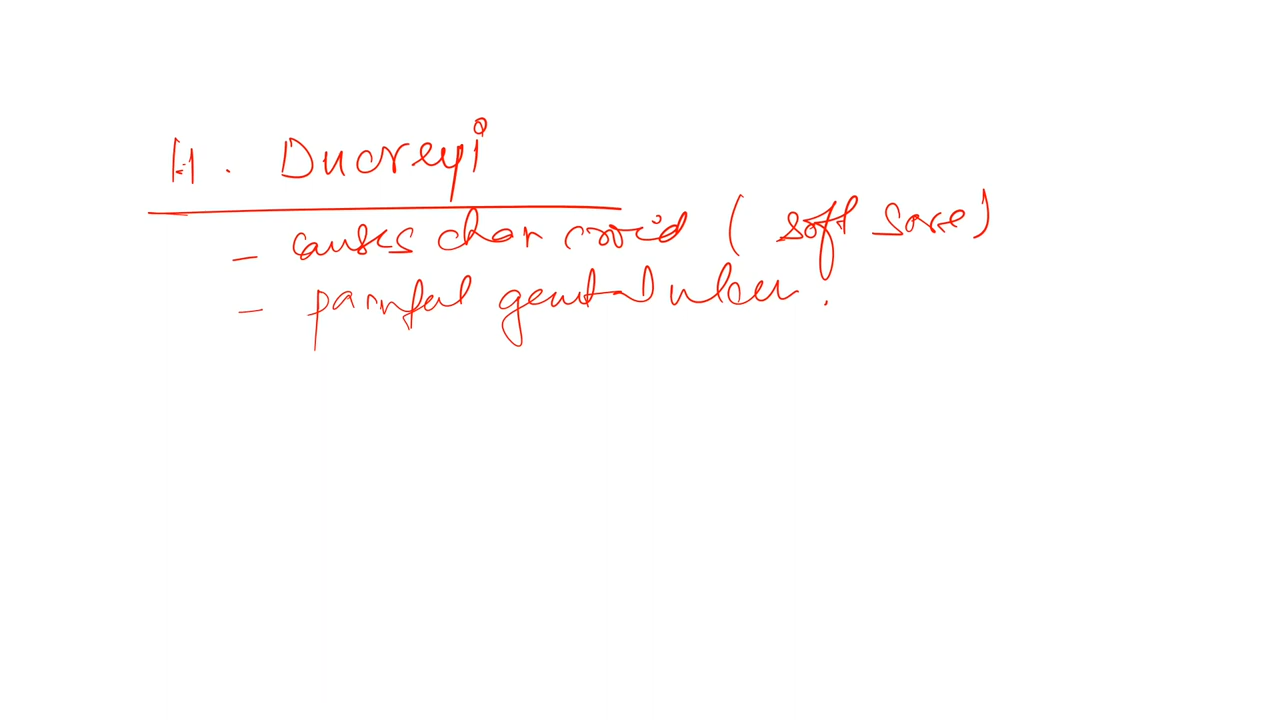 H. Ducreyi
- causes chancroid (soft sore)
- painful genital ulcer.